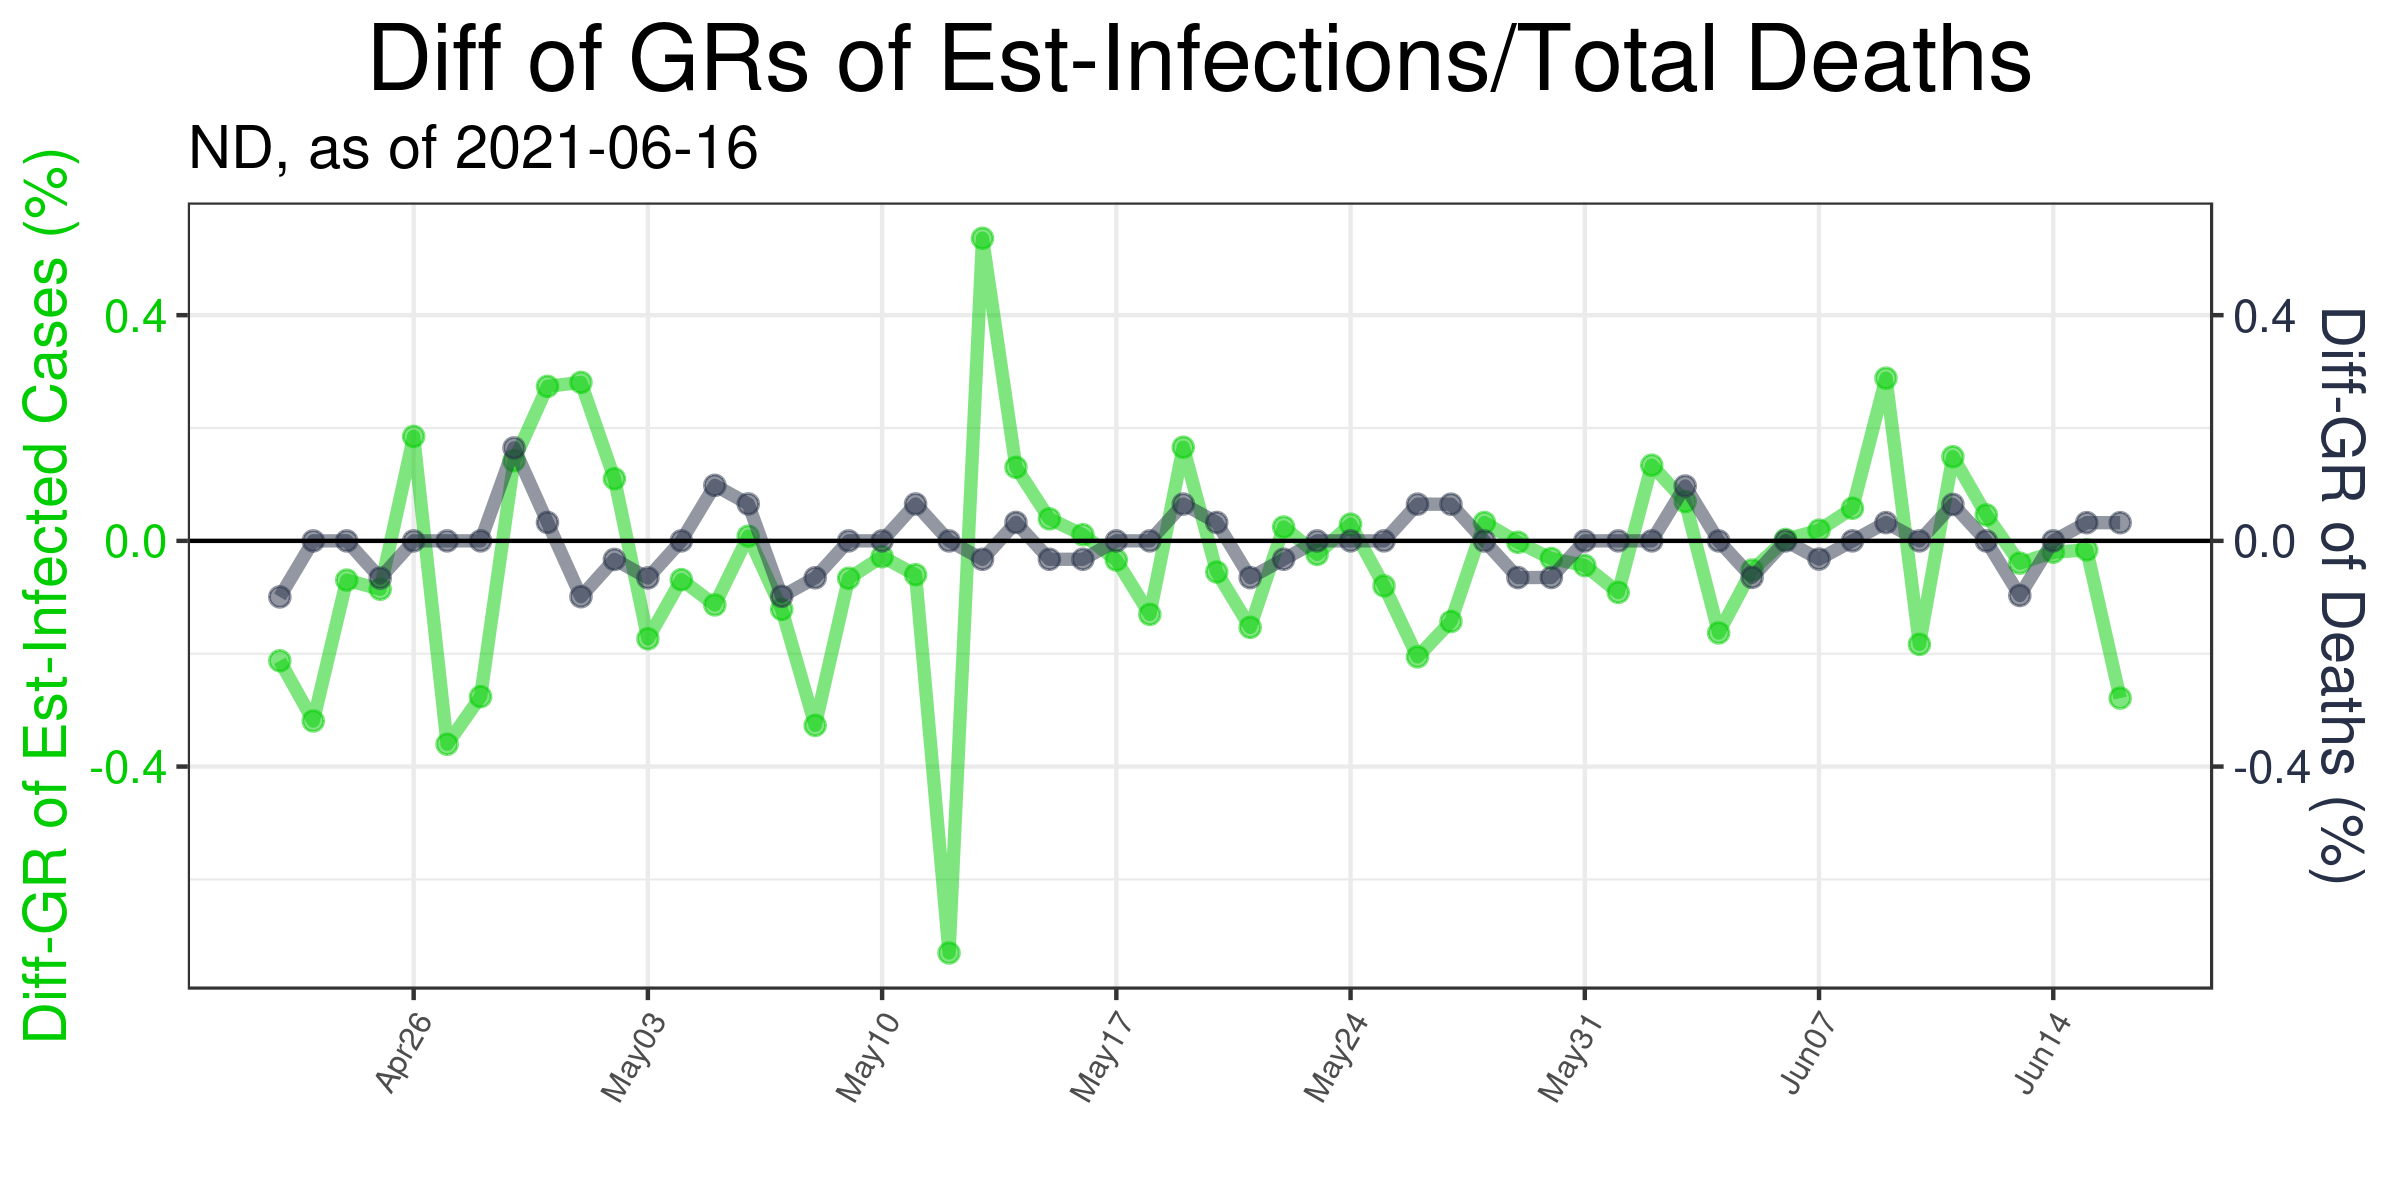 Diff of GRs of Est-Infections/Total Deaths
ND, as of 2021-06-16
Diff-GR of Est-Infected Cases (%)
0.4
0.0
-0.4
0.4
0.0
-0.4
Diff-GR of Deaths (%)
Apr26
May03
May10
May17
May24
May31
Jun07
Jun14